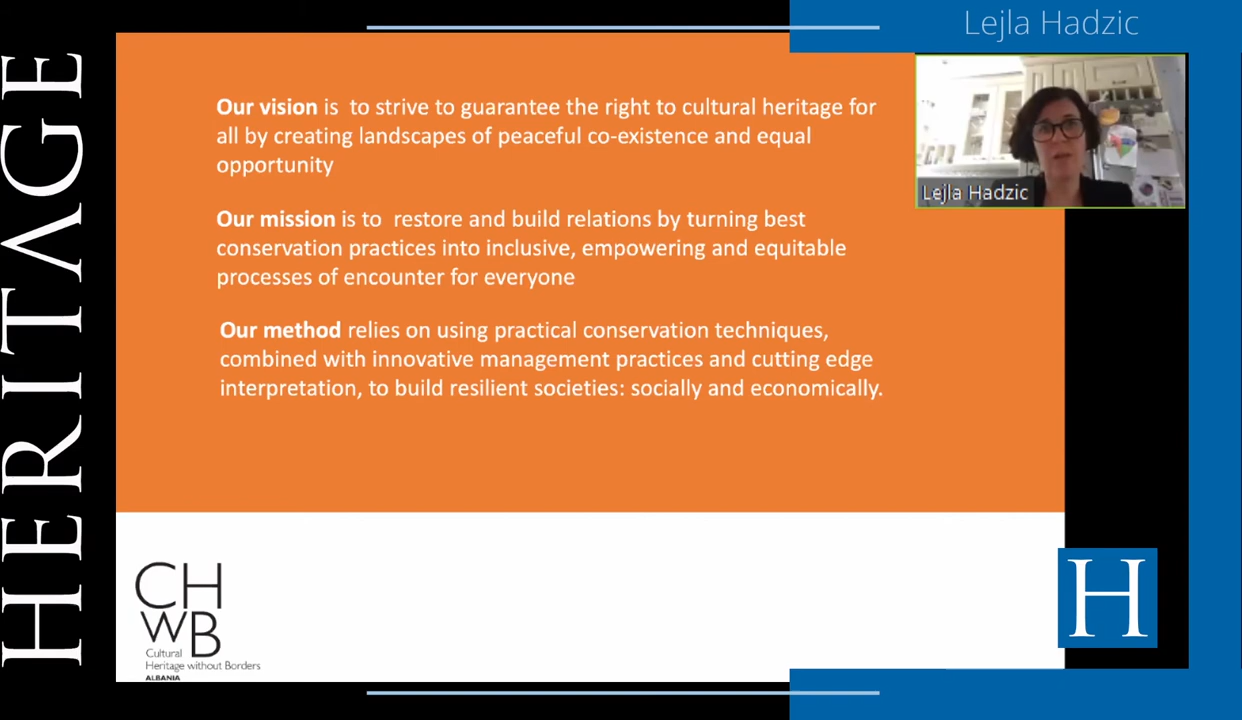 HERITAGE
Lejla Hadzic
Our vision is to strive to guarantee the right to cultural heritage for
all by creating landscapes of peaceful co-existence and equal
opportunity
Lejla Hadzic
Our mission is to restore and build relations by turning best
conservation practices into inclusive, empowering and equitable
processes of encounter for everyone
Our method relies on using practical conservation techniques,
combined with innovative management practices and cutting edge
interpretation, to build resilient societies: socially and economically.
CH
WB
Cultural
Heritage without Borders
ALBANIA
H